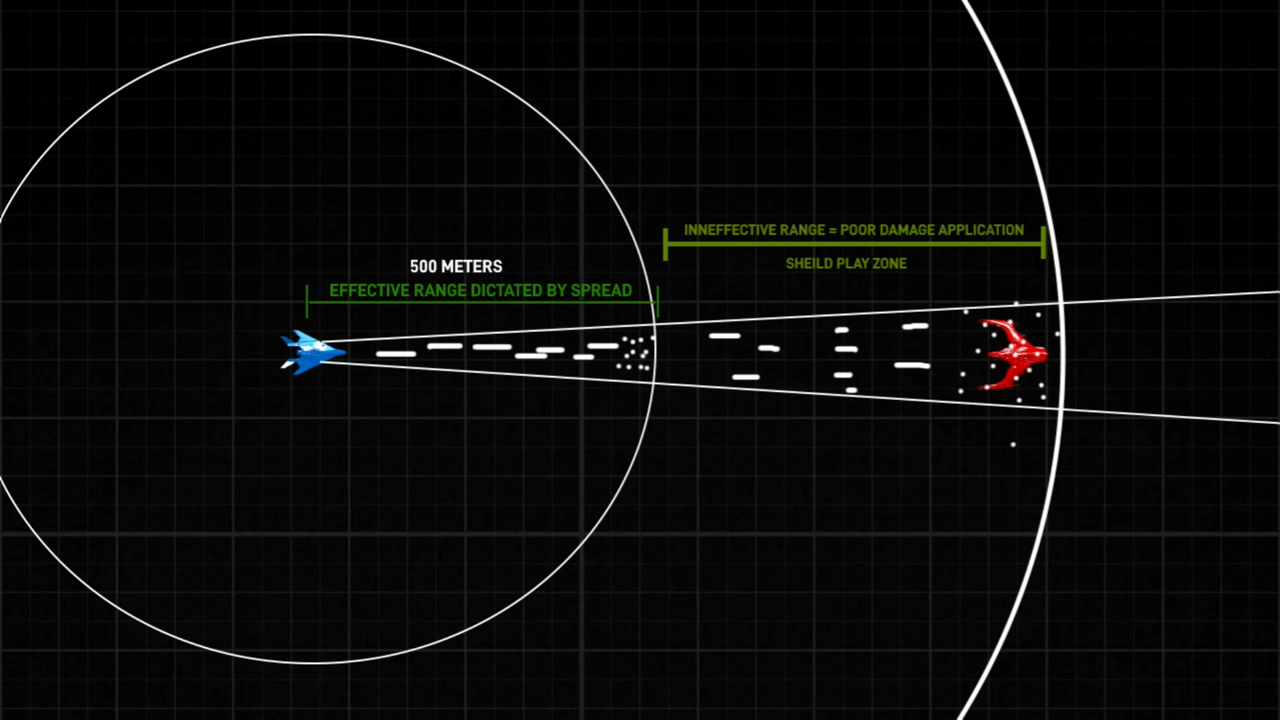 INNEFFECTIVE RANGE = POOR DAMAGE APPLICATION
SHEILD PLAY ZONE
500 METERS
EFFECTIVE RANGE DICTATED BY SPREAD